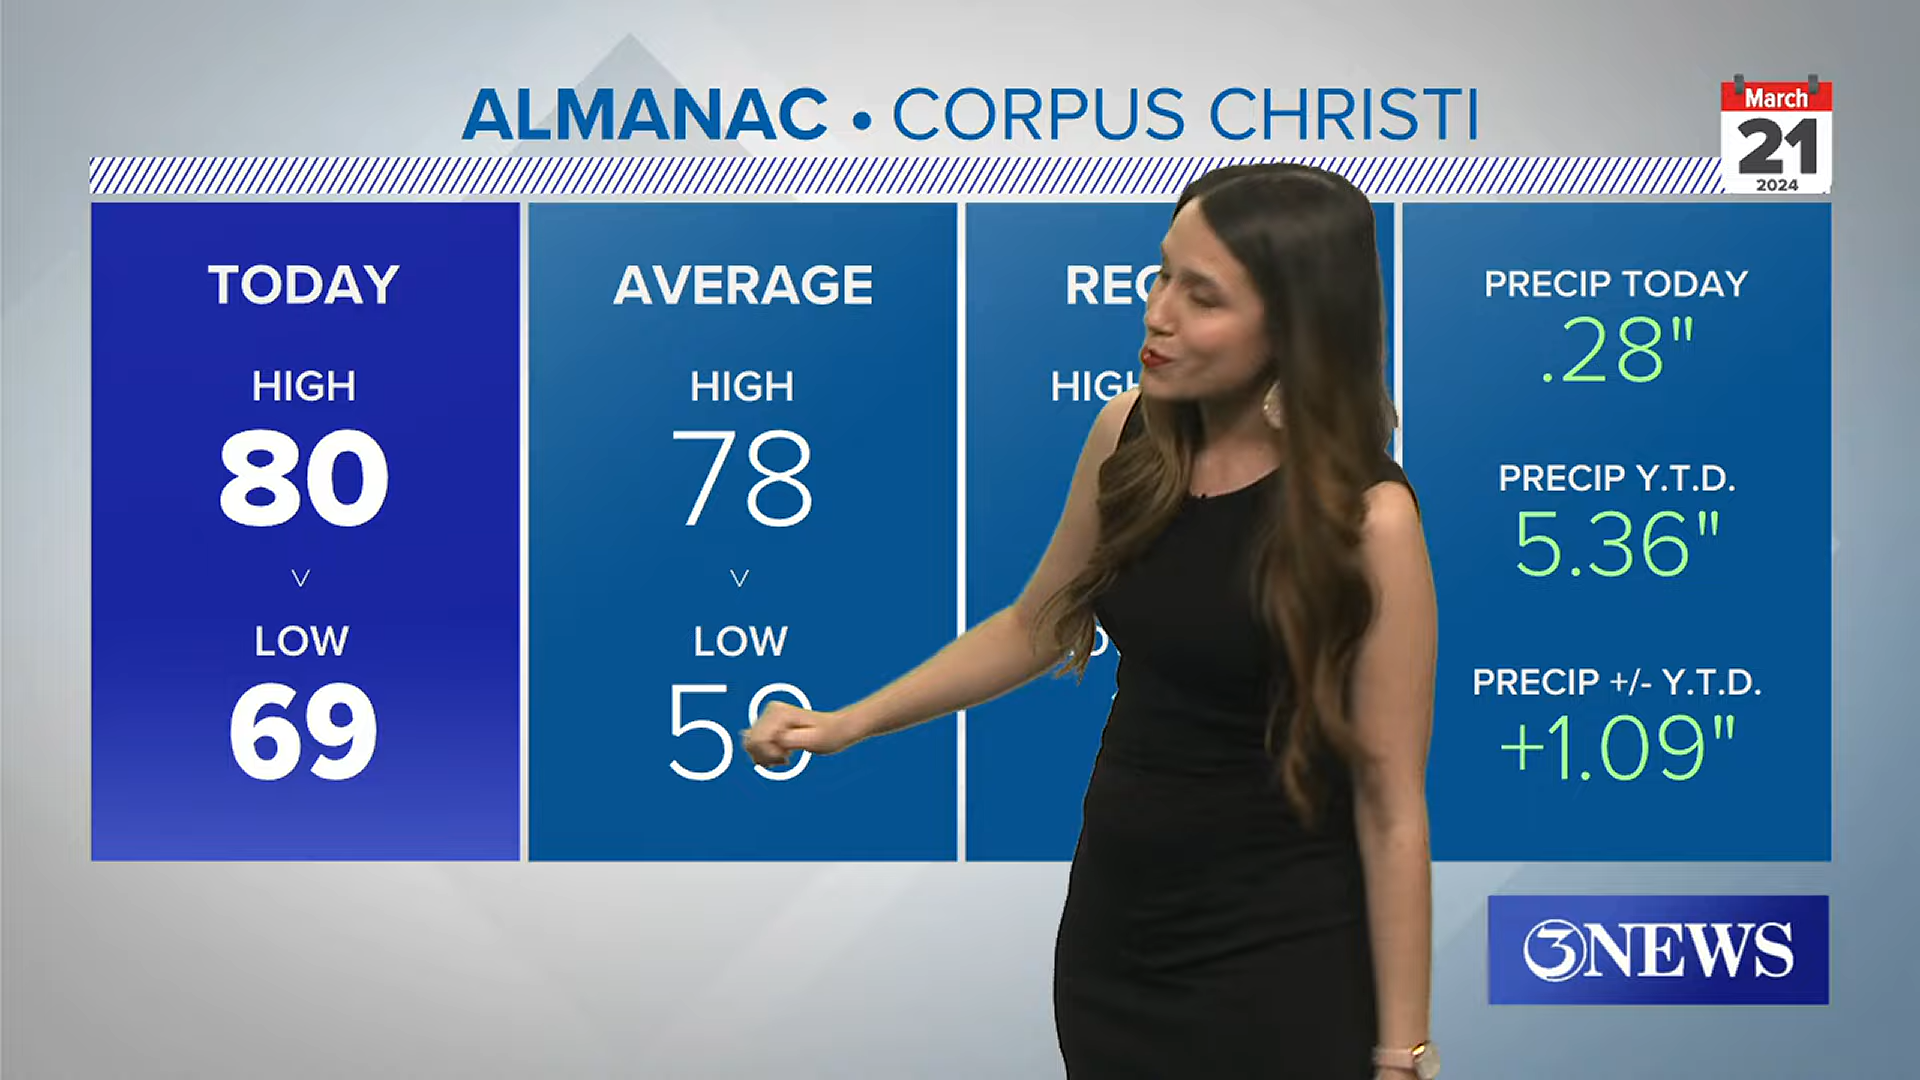 ALMANAC • CORPUS CHRISTI
March
21
2024
TODAY
HIGH
80
LOW
69
AVERAGE
HIGH
78
LOW
59
PRECIP TODAY
.28"
PRECIP Y.T.D.
5.36"
PRECIP +/- Y.T.D.
+1.09"
3NEWS